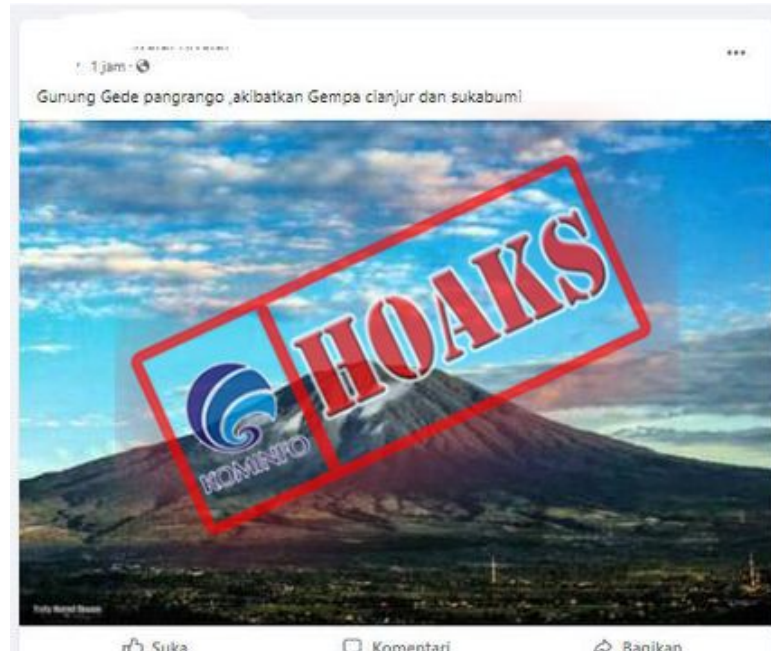 1 jam
Gunung Gede pangrango ,akibatkan Gempa cianjur dan sukabumi
HOAKS
KOMINFO
Suka
Komentari
Bagikan